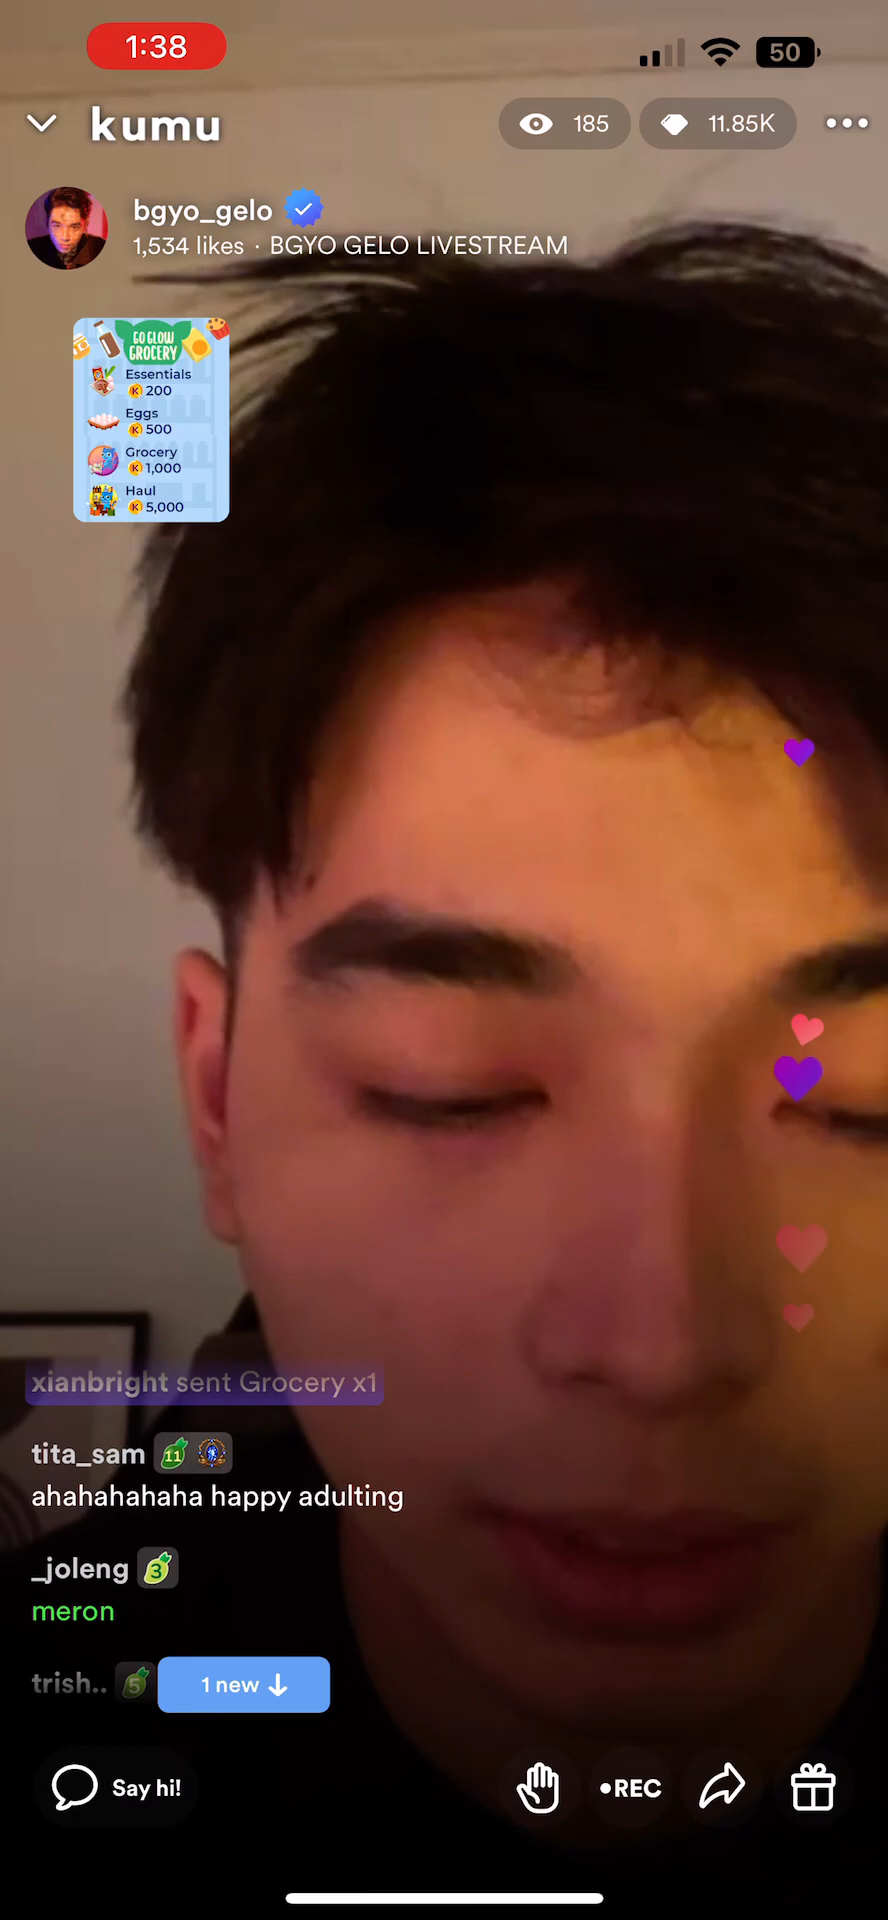 1:38
50
kumu
185
11.85K
bgyo_gelo
1,534 likes · BGYO GELO LIVESTREAM
GO GLOW
GROCERY
Essentials
K 200
Eggs
K 500
Grocery
K 1,000
Haul
K 5,000
xianbright sent Grocery x1
tita_sam 11
ahahahahaha happy adulting
_joleng 3
meron
trish.. 5
1 new
Say hi!
•REC